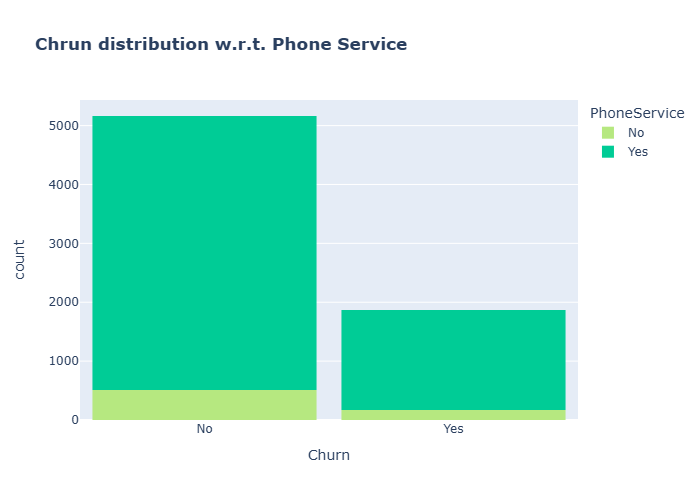 Chrun distribution w.r.t. Phone Service
PhoneService
No
Yes
count
5000
4000
3000
2000
1000
0
No
Yes
Churn